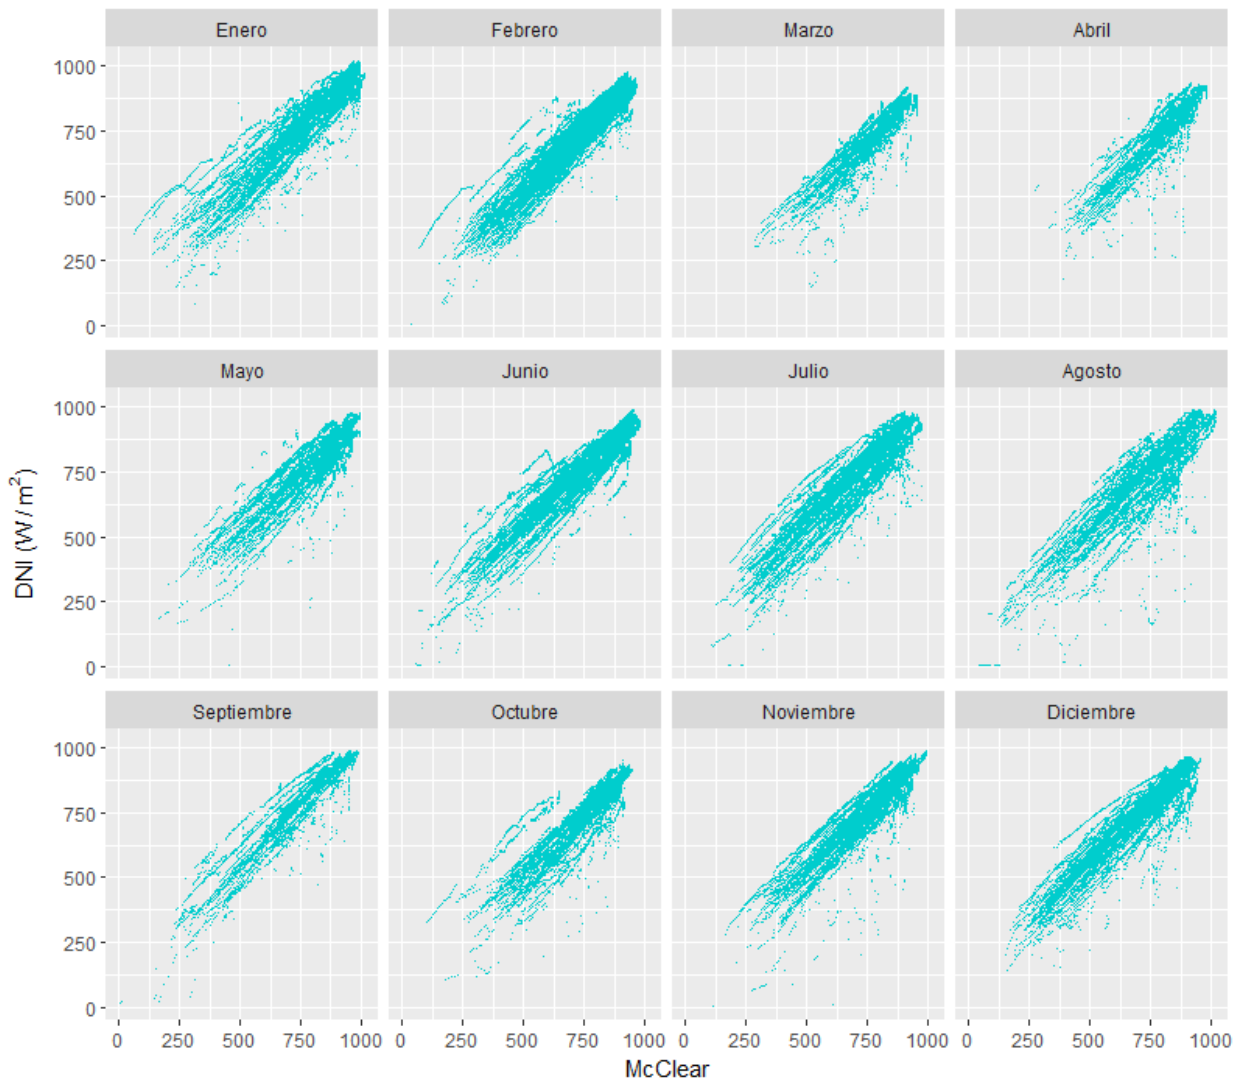 Enero Febrero Marzo Abril
1000
750
500
250
0
Mayo Junio Julio Agosto
1000
750
500
250
0
DNI (W / m²)
Septiembre Octubre Noviembre Diciembre
1000
750
500
250
0
0 250 500 750 1000 0 250 500 750 1000 0 250 500 750 1000 0 250 500 750 1000
McClear